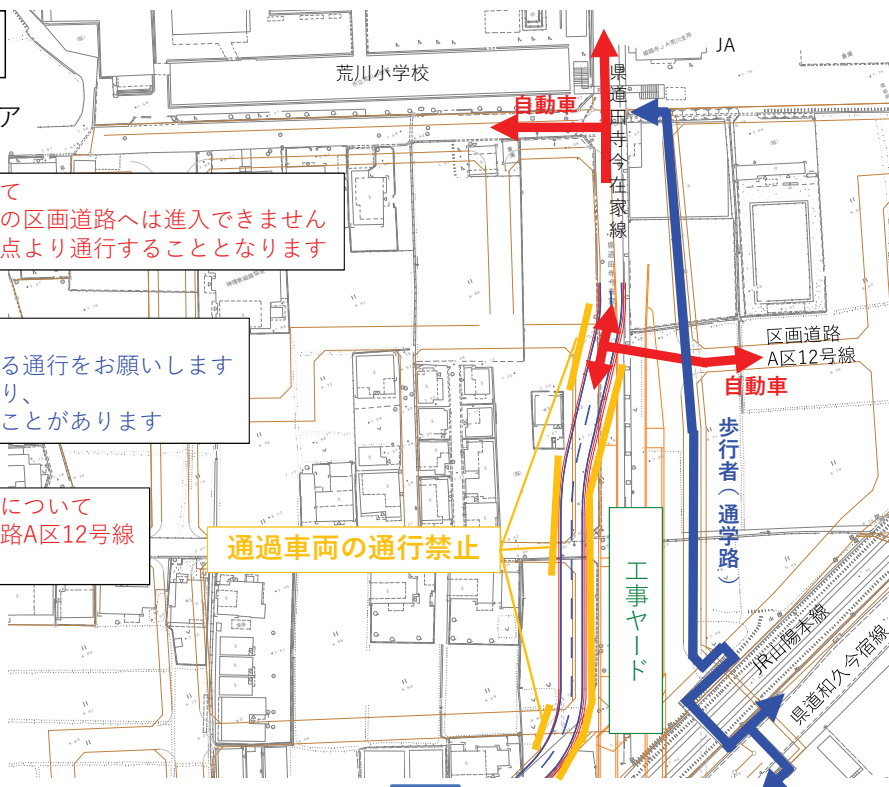 荒川小学校
JA
県道田寺今在家線
自動車
ア
て
の区画道路へは進入できません
点より通行することとなります
区画道路
A区12号線
自動車
る通行をお願いします
り、
ことがあります
歩行者（通学路）
について
路A区12号線
通過車両の通行禁止
工事ヤード
JR山陽本線
県道和久今宿線